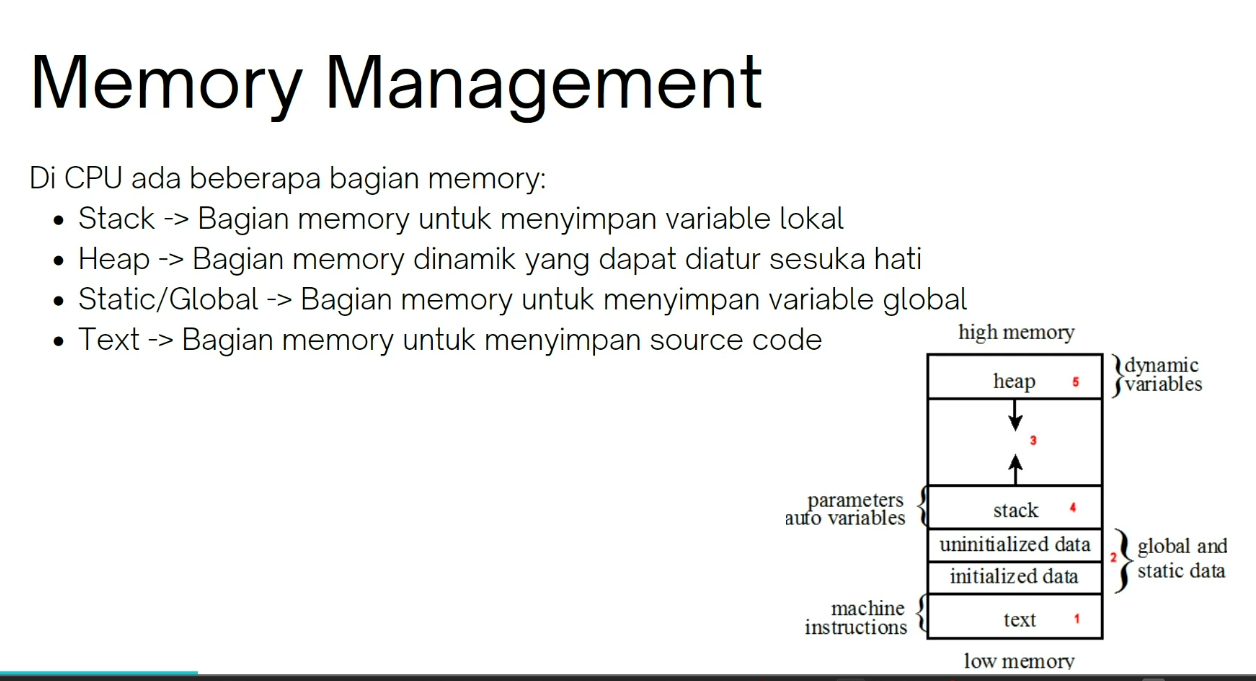 Memory Management
Di CPU ada beberapa bagian memory:
• Stack -> Bagian memory untuk menyimpan variable lokal
• Heap -> Bagian memory dinamik yang dapat diatur sesuka hati
• Static/Global -> Bagian memory untuk menyimpan variable global
• Text -> Bagian memory untuk menyimpan source code
high memory
heap 5
dynamic
variables
3
parameters
auto variables
stack 4
uninitialized data
initialized data
2
global and
static data
machine
instructions
text 1
low memory